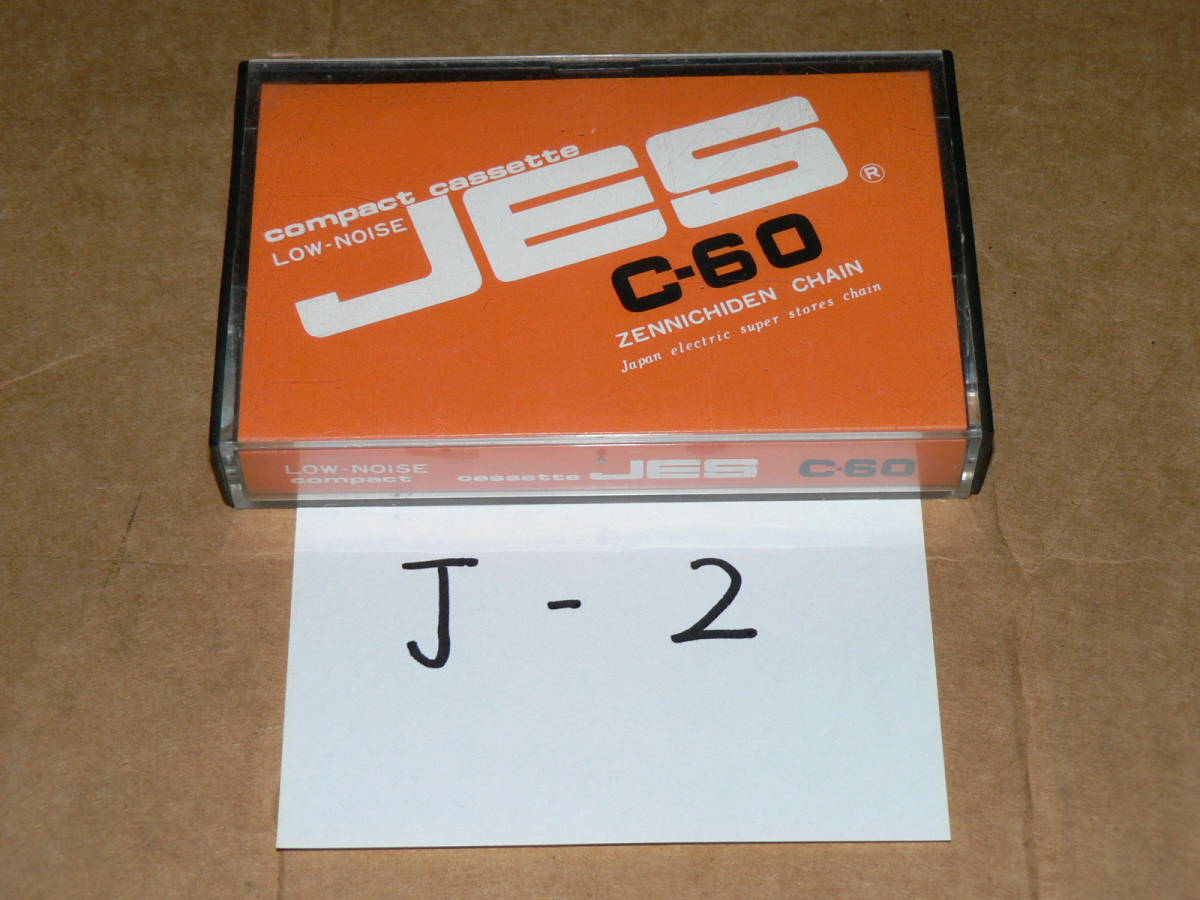 compact cassette
LOW-NOISE
JES ®
C-60
ZENNICHIDEN CHAIN
Japan electric super stores chain
LOW-NOISE
compact cassette JES C-60
J - 2